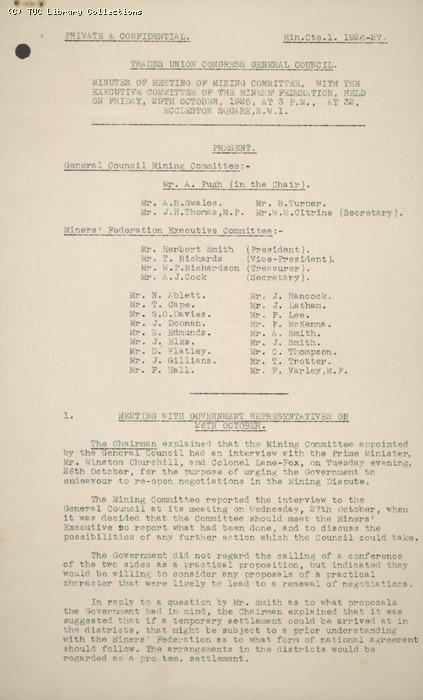 © TUC Library Collections
PRIVATE & CONFIDENTIAL. Min.Cte.1. 1926-27.
TRADES UNION CONGRESS GENERAL COUNCIL.
MINUTES OF MEETING OF MINING COMMITTEE, WITH THE
EXECUTIVE COMMITTEE OF THE MINERS' FEDERATION, HELD
ON FRIDAY, 29TH OCTOBER, 1926, AT 3 P.M., AT 32,
ECCLESTON SQUARE, S.W.1.
PRESENT.
General Council Mining Committee:-
Mr. A. Pugh (in the Chair).
Mr. A.B.Swales. Mr. B.Turner.
Mr. J.H.Thomas,M.P. Mr.W.M.Citrine (Secretary).
Miners' Federation Executive Committee:-
Mr. Herbert Smith (President).
Mr. T. Richards (Vice-President).
Mr. W.P.Richardson (Treasurer).
Mr. A.J.Cook (Secretary).
Mr. N. Ablett. Mr. J. Hancock.
Mr. T. Cape. Mr. J. Latham.
Mr. S.O.Davies. Mr. P. Lee.
Mr. J. Doonan. Mr. P. McKenna.
Mr. E. Edmunds. Mr. A. Smith.
Mr. J. Elks. Mr. J. Smith.
Mr. D. Flatley. Mr. C. Thompson.
Mr. J. Gillians. Mr. T. Trotter.
Mr. F. Hall. Mr. F. Varley,M.P.
1. MEETING WITH GOVERNMENT REPRESENTATIVES ON
26TH OCTOBER.
The Chairman explained that the Mining Committee appointed
by the General Council had an interview with the Prime Minister,
Mr. Winston Churchill, and Colonel Lane-Fox, on Tuesday evening,
26th October, for the purpose of urging the Government to
endeavour to re-open negotiations in the Mining Dispute.
The Mining Committee reported the interview to the
General Council at its meeting on Wednesday, 27th October, when
it was decided that the Committee should meet the Miners'
Executive to report what had been done, and to discuss the
possibilities of any further action which the Council could take.
The Government did not regard the calling of a conference
of the two sides as a practical proposition, but indicated they
would be willing to consider any proposals of a practical
character that were likely to lead to a renewal of negotiations.
In reply to a question by Mr. Smith as to what proposals
the Government had in mind, the Chairman explained that it was
suggested that if a temporary settlement could be arrived at in
the districts, that might be subject to a prior understanding
with the Miners' Federation as to what form of national agreement
should follow. The arrangements in the districts would be
regarded as a pro tem. settlement.